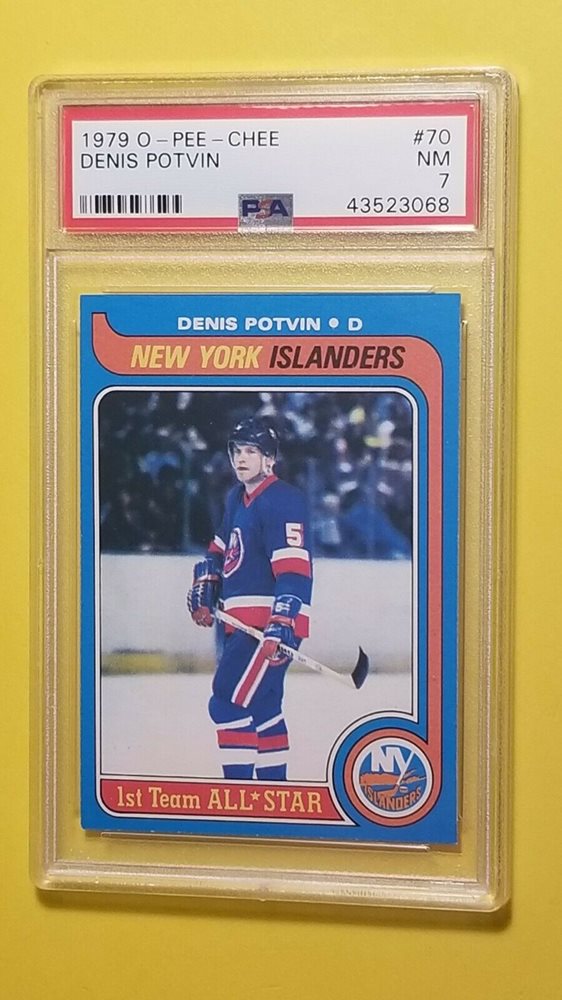 1979 O-PEE-CHEE #70
DENIS POTVIN NM
7
PSA 43523068
DENIS POTVIN • D
NEW YORK ISLANDERS
5
5
1st Team ALL★STAR
NY
ISLANDERS